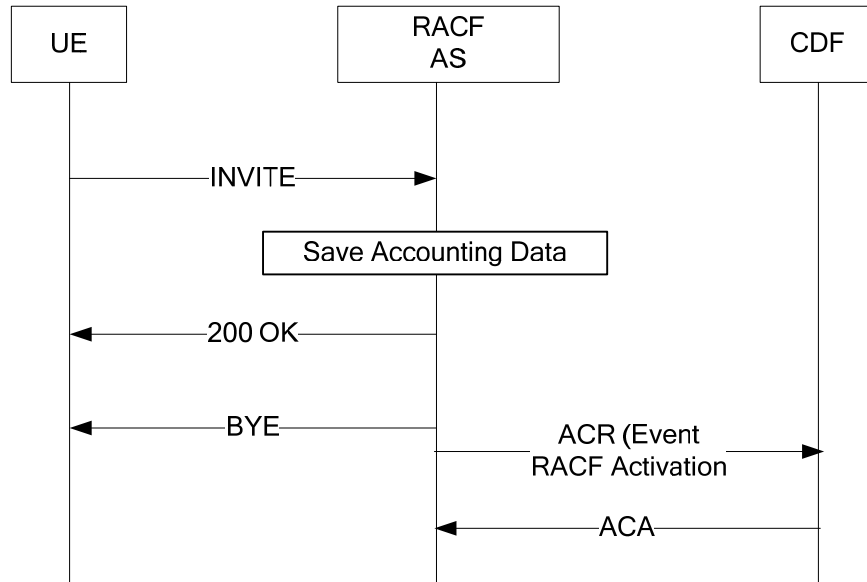 UE
RACF
AS
CDF
INVITE
Save Accounting Data
200 OK
BYE
ACR (Event
RACF Activation
ACA